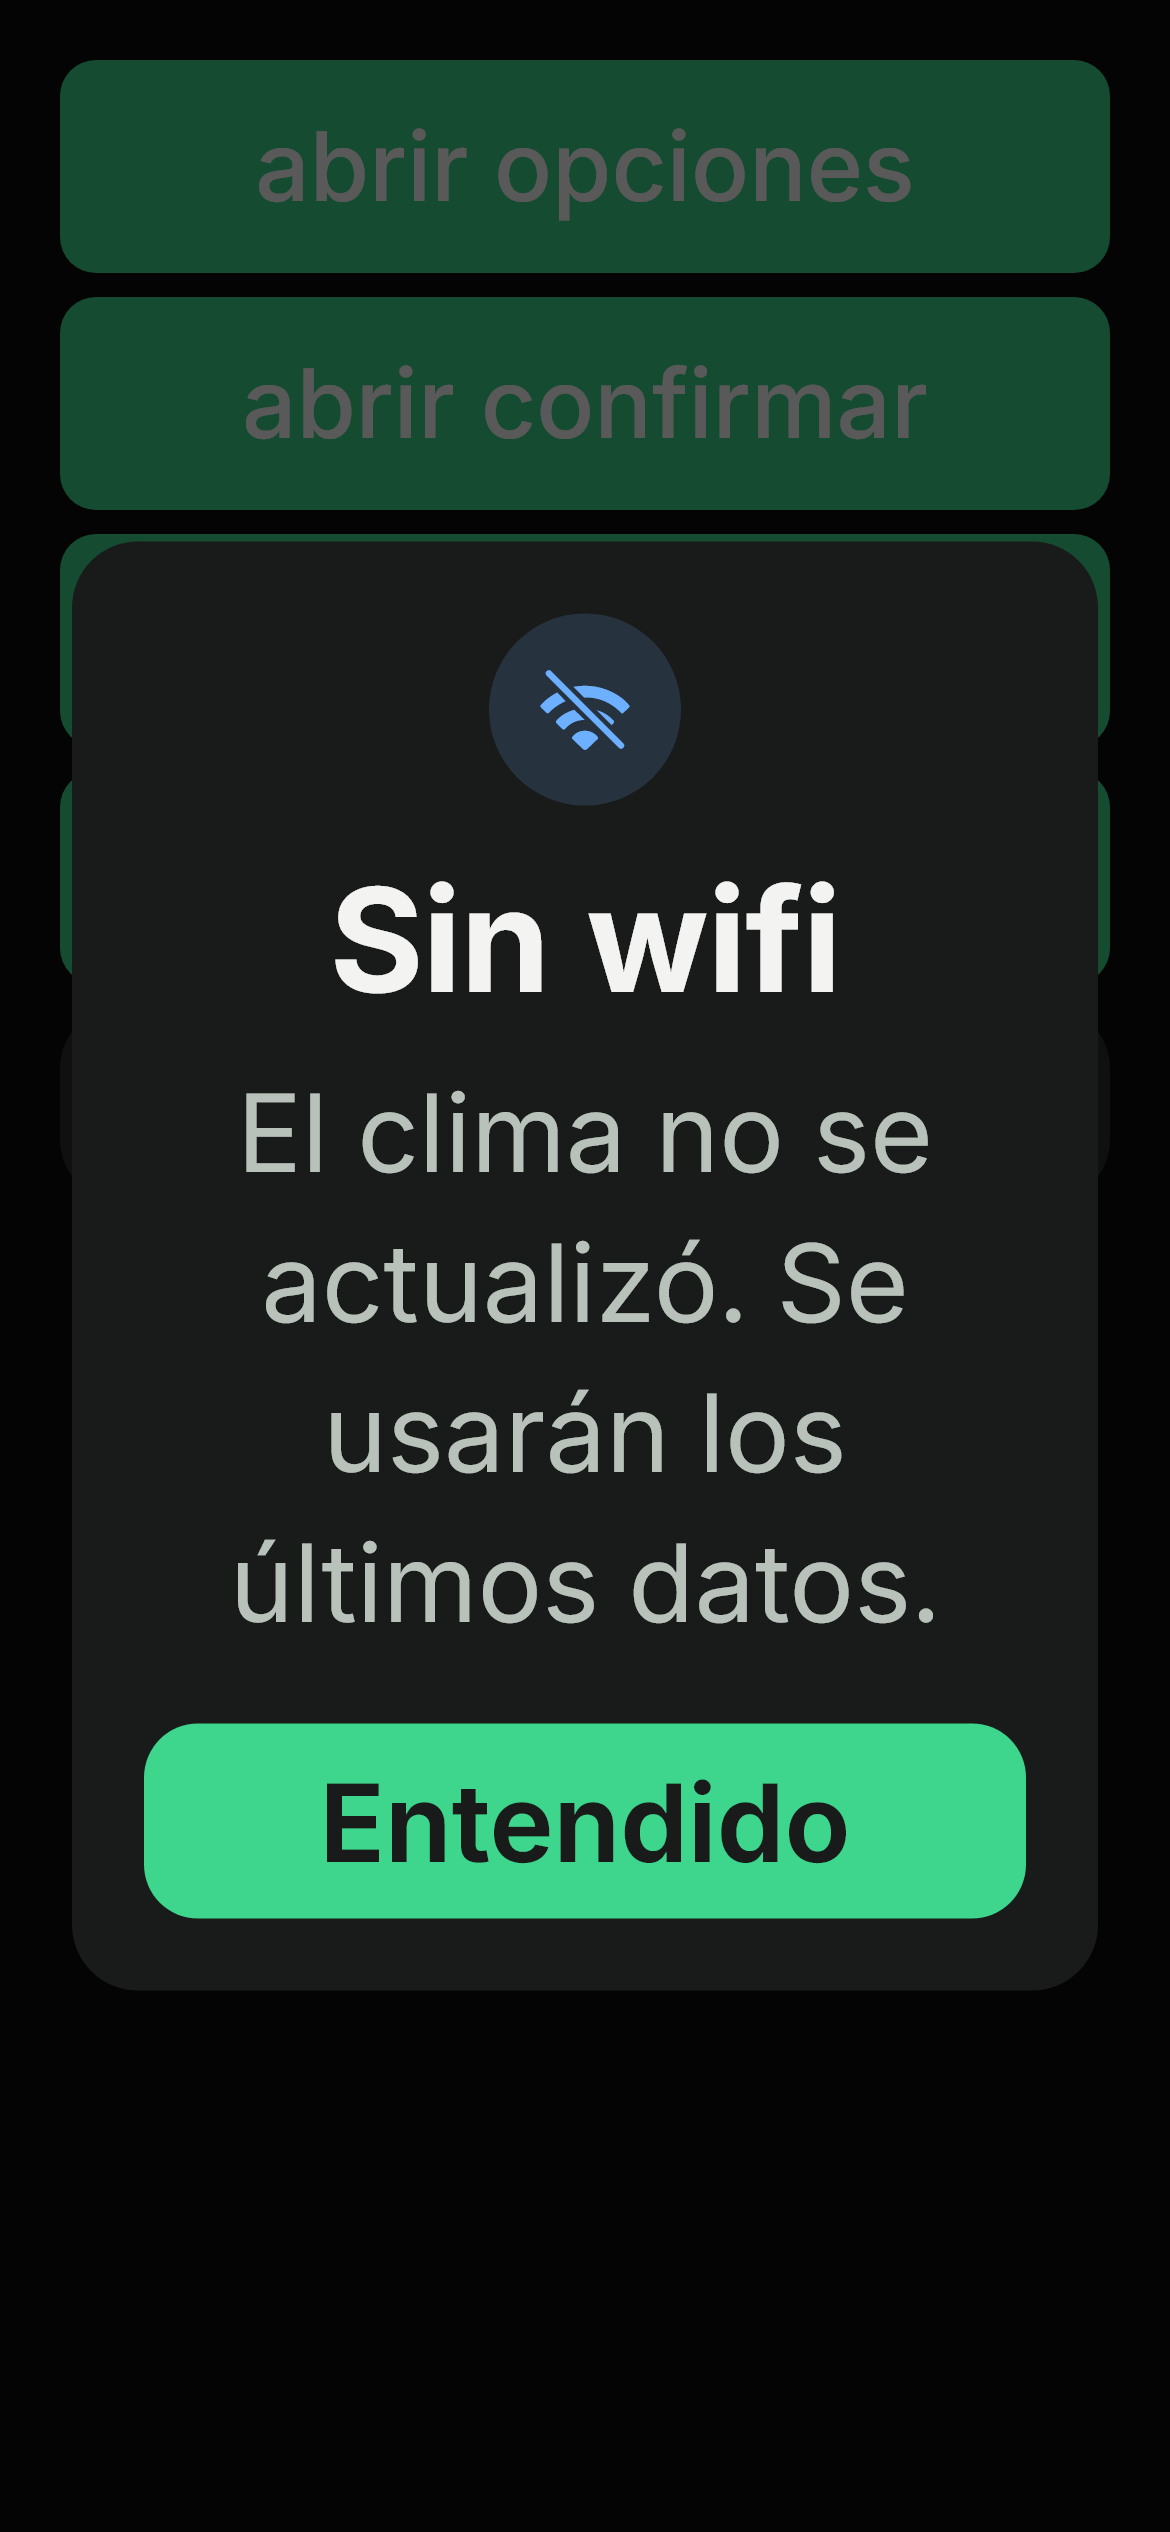 abrir opciones
abrir confirmar
Sin wifi
El clima no se
actualizó. Se
usarán los
últimos datos.
Entendido